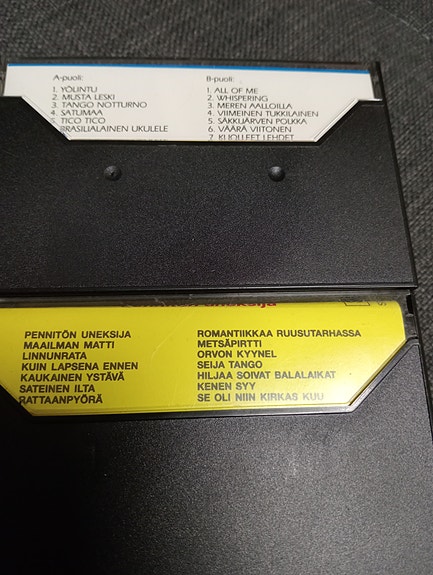 A-puoli:
1. YÖLINTU
2. MUSTA LESKI
3. TANGO NOTTURNO
4. SATUMAA
5. TICO TICO
BRASILIALAINEN UKULELE
B-puoli:
1. ALL OF ME
2. WHISPERING
3. MEREN AALLOILLA
4. VIIMEINEN TUKKILAINEN
5. SÄKKIJÄRVEN POLKKA
6. VÄÄRÄ VIITONEN
7. KUOLLEET LEHDET
PENNITÖN UNEKSIJA
MAAILMAN MATTI
LINNUNRATA
KUIN LAPSENA ENNEN
KAUKAINEN YSTÄVÄ
SATEINEN ILTA
RATTAANPYÖRÄ
ROMANTIIKKAA RUUSUTARHASSA
METSÄPIRTTI
ORVON KYYNEL
SEIJA TANGO
HILJAA SOIVAT BALALAIKAT
KENEN SYY
SE OLI NIIN KIRKAS KUU